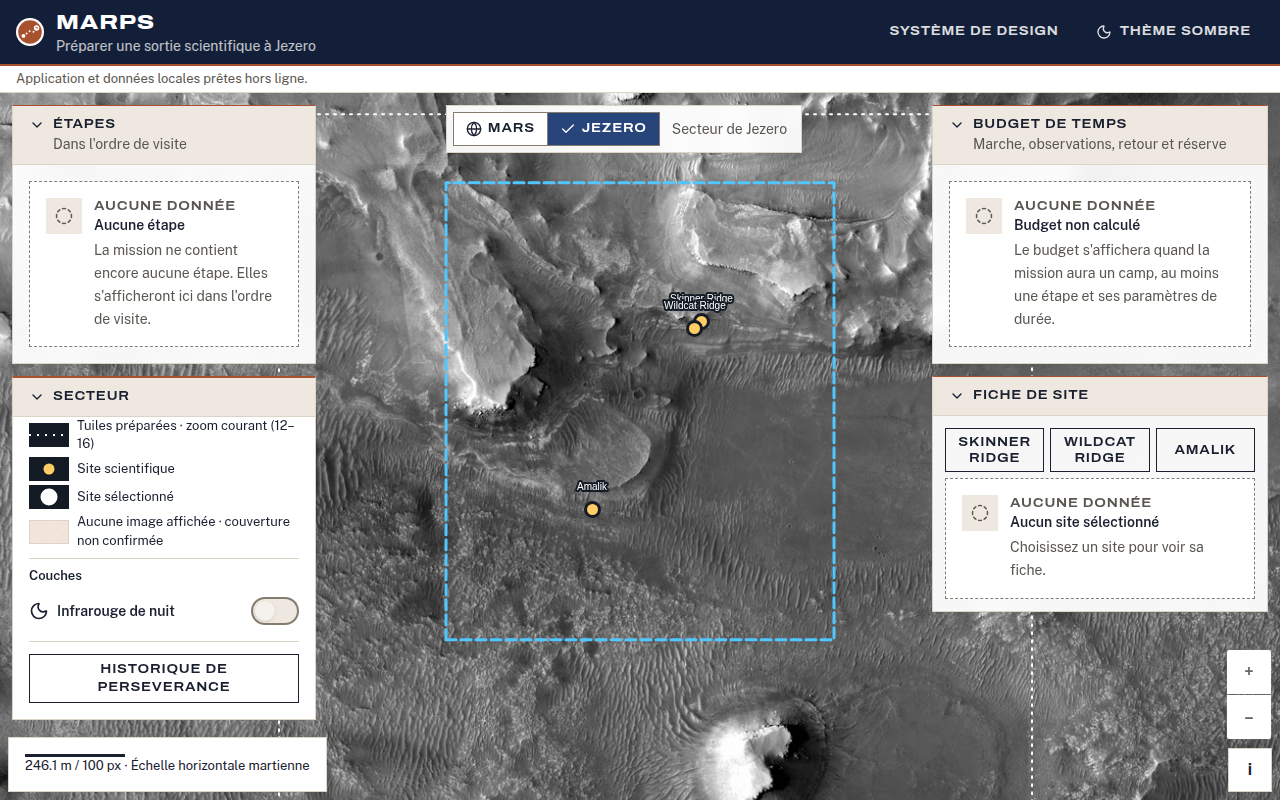 MARPS
Préparer une sortie scientifique à Jezero
SYSTÈME DE DESIGN
THÈME SOMBRE
Application et données locales prêtes hors ligne.
ÉTAPES
Dans l'ordre de visite
AUCUNE DONNÉE
Aucune étape
La mission ne contient
encore aucune étape. Elles
s'afficheront ici dans l'ordre
de visite.
SECTEUR
Tuiles préparées · zoom courant (12–
16)
Site scientifique
Site sélectionné
Aucune image affichée · couverture
non confirmée
Couches
Infrarouge de nuit
HISTORIQUE DE
PERSEVERANCE
246.1 m / 100 px · Échelle horizontale martienne
MARS
JEZERO
Secteur de Jezero
Skinner Ridge
Wildcat Ridge
Amalik
BUDGET DE TEMPS
Marche, observations, retour et réserve
AUCUNE DONNÉE
Budget non calculé
Le budget s'affichera quand la
mission aura un camp, au moins
une étape et ses paramètres de
durée.
FICHE DE SITE
SKINNER
RIDGE
WILDCAT
RIDGE
AMALIK
AUCUNE DONNÉE
Aucun site sélectionné
Choisissez un site pour voir sa
fiche.
+
−
i